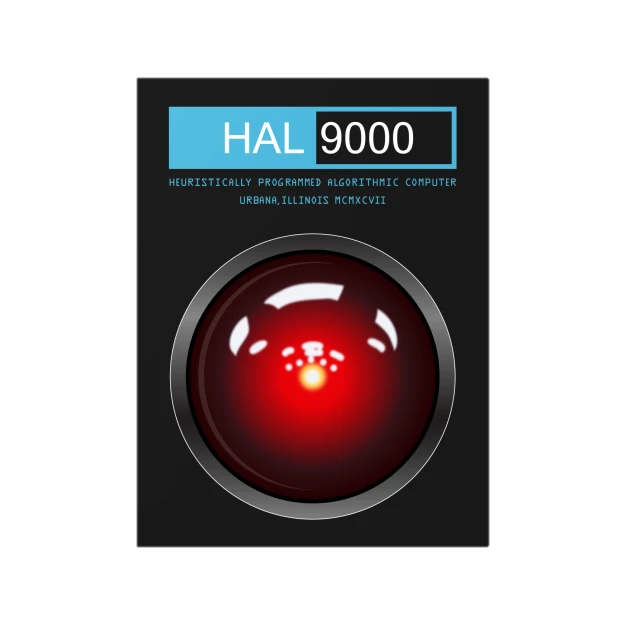 HAL 9000
HEURISTICALLY PROGRAMMED ALGORITHMIC COMPUTER
URBANA,ILLINOIS MCMXCVII